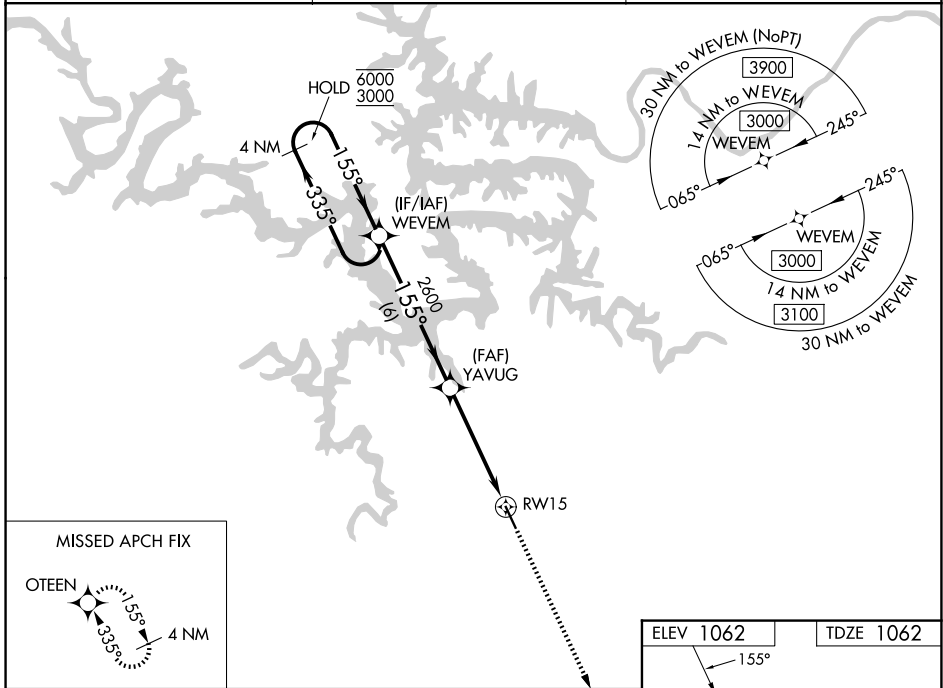 30 NM to WEVEM (NoPT)
3900
14 NM to WEVEM
3000
WEVEM
245°
065°
245°
065°
WEVEM
3000
14 NM to WEVEM
3100
30 NM to WEVEM
HOLD
6000
3000
4 NM
155°
335°
(IF/IAF)
WEVEM
2600
155°
(6)
(FAF)
YAVUG
RW15
MISSED APCH FIX
OTEEN
155°
335°
4 NM
ELEV 1062
TDZE 1062
155°